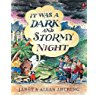 IT WAS A
DARK AND
STORMY
NIGHT
JANET & ALLAN AHLBERG